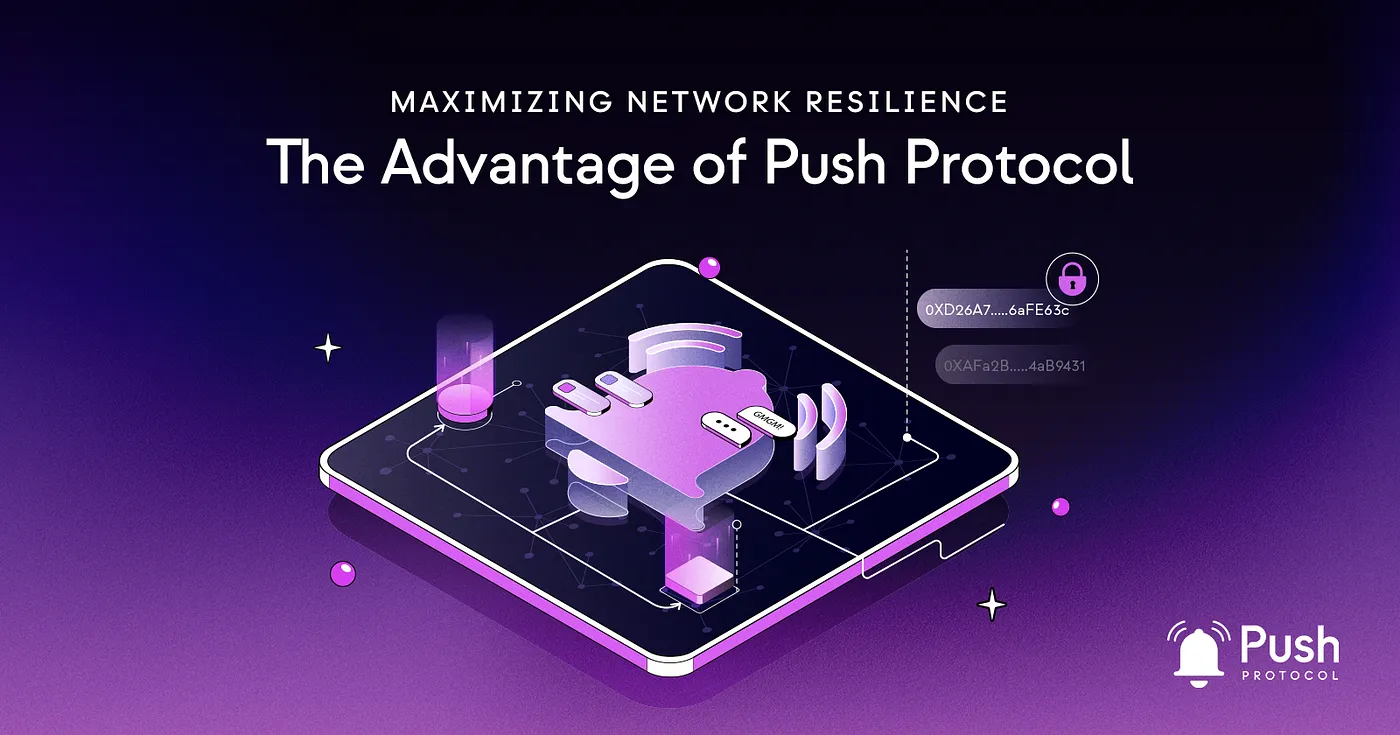 MAXIMIZING NETWORK RESILIENCE
The Advantage of Push Protocol
0XD26A7.....6aFE63c
0XAFa2B.....4aB9431
GMGM!
Push
PROTOCOL